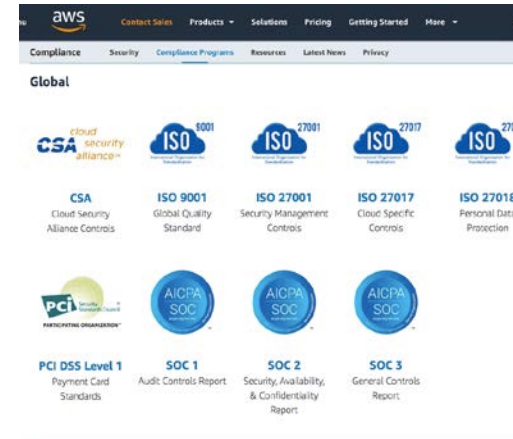 aws
Contact Sales Products Solutions Pricing Getting Started More
Compliance Security Compliance Programs Resources Latest News Privacy
Global
cloud
CSA security
alliance
ISO 9001
ISO 27001
ISO 27017
ISO
CSA
Cloud Security
Alliance Controls
ISO 9001
Global Quality
Standard
ISO 27001
Security Management
Controls
ISO 27017
Cloud Specific
Controls
ISO 27018
Personal Data
Protection
PCI Security
Standards Council
PARTICIPATING ORGANIZATION
AICPA
SOC
AICPA
SOC
AICPA
SOC
PCI DSS Level 1
Payment Card
Standards
SOC 1
Audit Controls Report
SOC 2
Security, Availability,
& Confidentiality
Report
SOC 3
General Controls
Report